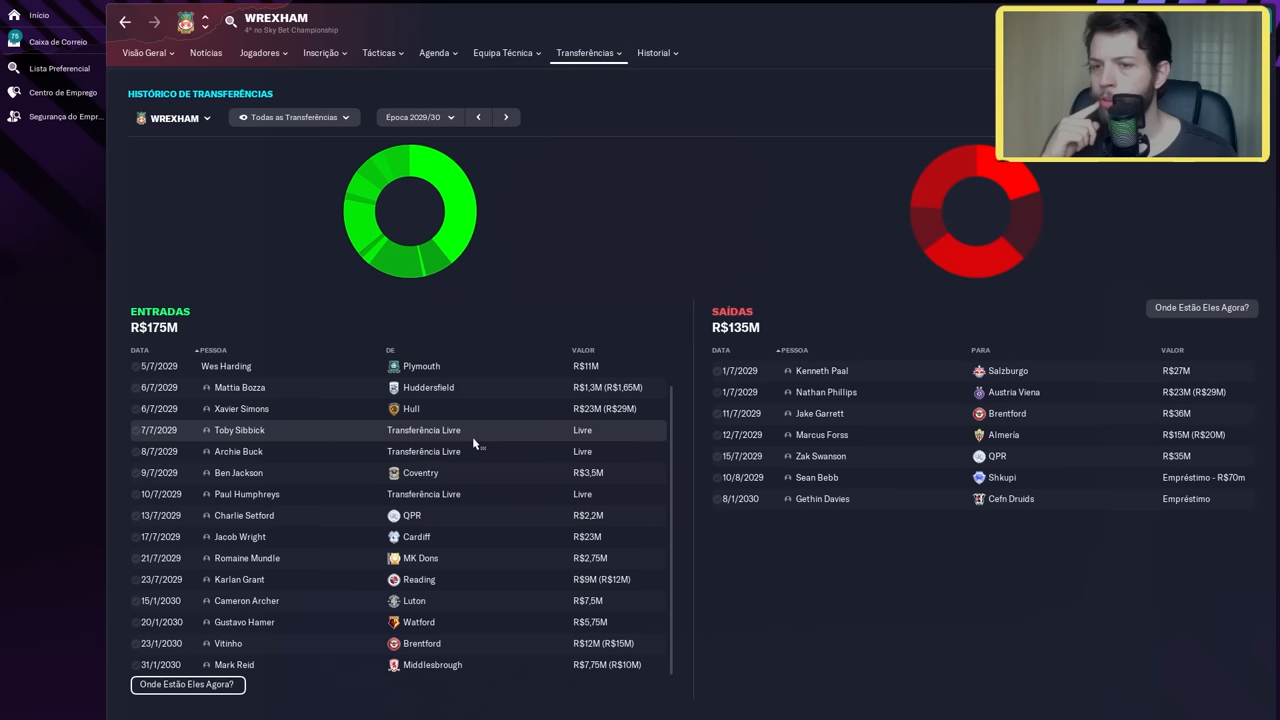 Início
75
Caixa de Correio
Lista Preferencial
Centro de Emprego
Segurança do Empr...
WREXHAM
4º no Sky Bet Championship
Visão Geral
Notícias
Jogadores
Inscrição
Tácticas
Agenda
Equipa Técnica
Transferências
Historial
HISTÓRICO DE TRANSFERÊNCIAS
WREXHAM
Todas as Transferências
Época 2029/30
ENTRADAS
R$175M
DATA PESSOA DE VALOR
5/7/2029 Wes Harding Plymouth R$11M
6/7/2029 Mattia Bozza Huddersfield R$1,3M (R$1,65M)
6/7/2029 Xavier Simons Hull R$23M (R$29M)
7/7/2029 Toby Sibbick Transferência Livre Livre
8/7/2029 Archie Buck Transferência Livre Livre
9/7/2029 Ben Jackson Coventry R$3,5M
10/7/2029 Paul Humphreys Transferência Livre Livre
13/7/2029 Charlie Setford QPR R$2,2M
17/7/2029 Jacob Wright Cardiff R$23M
21/7/2029 Romaine Mundle MK Dons R$2,75M
23/7/2029 Karlan Grant Reading R$9M (R$12M)
15/1/2030 Cameron Archer Luton R$7,5M
20/1/2030 Gustavo Hamer Watford R$5,75M
23/1/2030 Vitinho Brentford R$12M (R$15M)
31/1/2030 Mark Reid Middlesbrough R$7,75M (R$10M)
Onde Estão Eles Agora?
SAÍDAS
R$135M
Onde Estão Eles Agora?
DATA PESSOA PARA VALOR
1/7/2029 Kenneth Paal Salzburgo R$27M
1/7/2029 Nathan Phillips Austria Viena R$23M (R$29M)
11/7/2029 Jake Garrett Brentford R$36M
12/7/2029 Marcus Forss Almería R$15M (R$20M)
15/7/2029 Zak Swanson QPR R$35M
10/8/2029 Sean Bebb Shkupi Empréstimo - R$70m
8/1/2030 Gethin Davies Cefn Druids Empréstimo